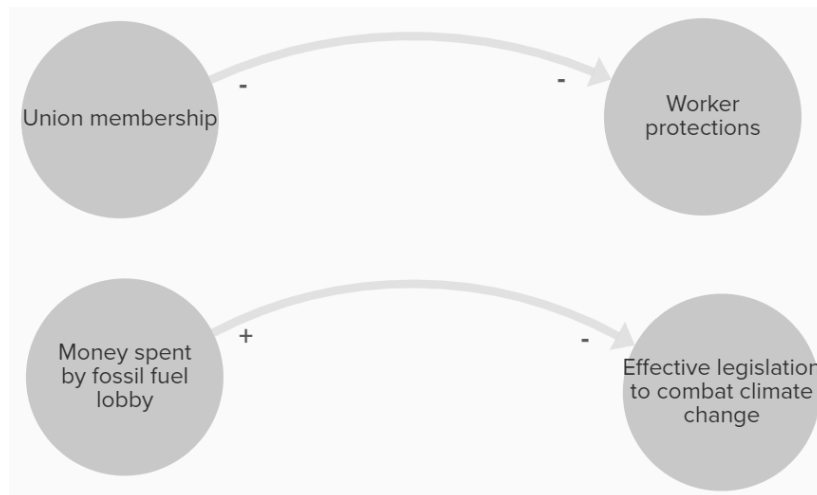 Union membership
-
-
Worker
protections
Money spent
by fossil fuel
lobby
+
-
Effective legislation
to combat climate
change